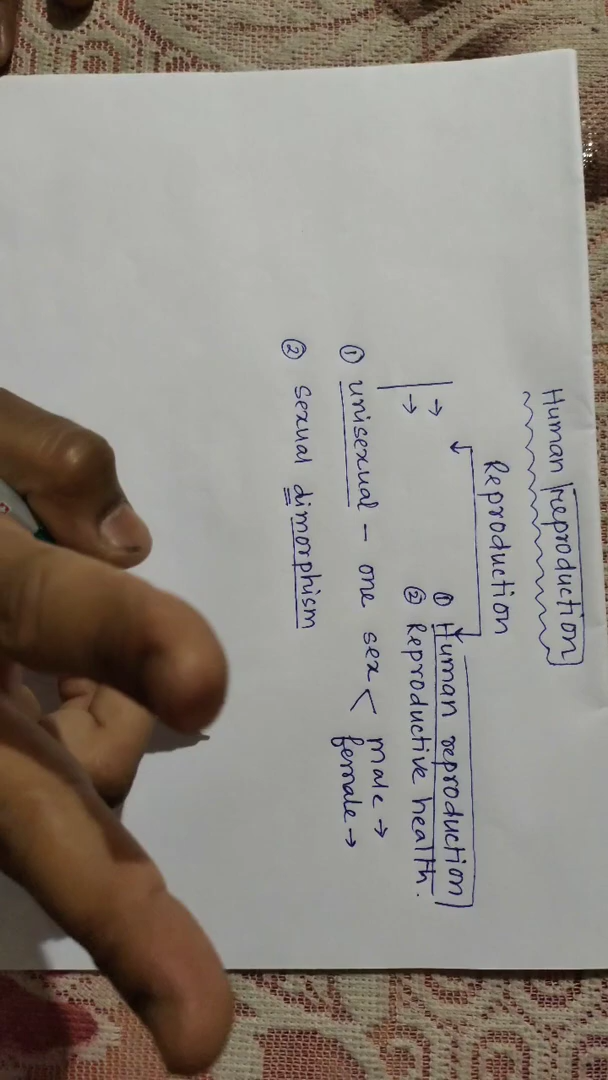 Human reproduction
Reproduction
① Human reproduction
② Reproductive health.
→
→
① unisexual - one sex < male →
female →
② sexual dimorphism